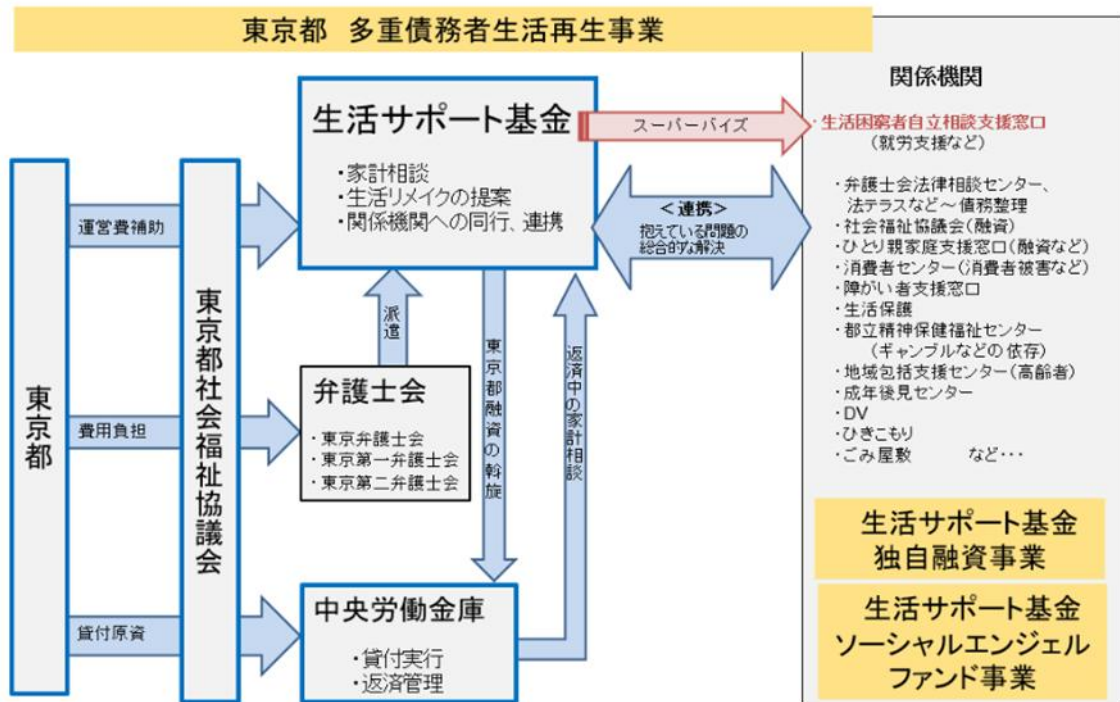 東京都　多重債務者生活再生事業
東京都
運営費補助
費用負担
貸付原資
東京都社会福祉協議会
生活サポート基金
・家計相談
・生活リメイクの提案
・関係機関への同行、連携
派遣
弁護士会
・東京弁護士会
・東京第一弁護士会
・東京第二弁護士会
東京都融資の斡旋
返済中の家計相談
中央労働金庫
・貸付実行
・返済管理
スーパーバイズ
＜連携＞
抱えている問題の
総合的な解決
関係機関
・生活困窮者自立相談支援窓口
（就労支援など）
・弁護士会法律相談センター、
法テラスなど～債務整理
・社会福祉協議会（融資）
・ひとり親家庭支援窓口（融資など）
・消費者センター（消費者被害など）
・障がい者支援窓口
・生活保護
・都立精神保健福祉センター
（ギャンブルなどの依存）
・地域包括支援センター（高齢者）
・成年後見センター
・DV
・ひきこもり
・ごみ屋敷　　　など・・・
生活サポート基金
独自融資事業
生活サポート基金
ソーシャルエンジェル
ファンド事業